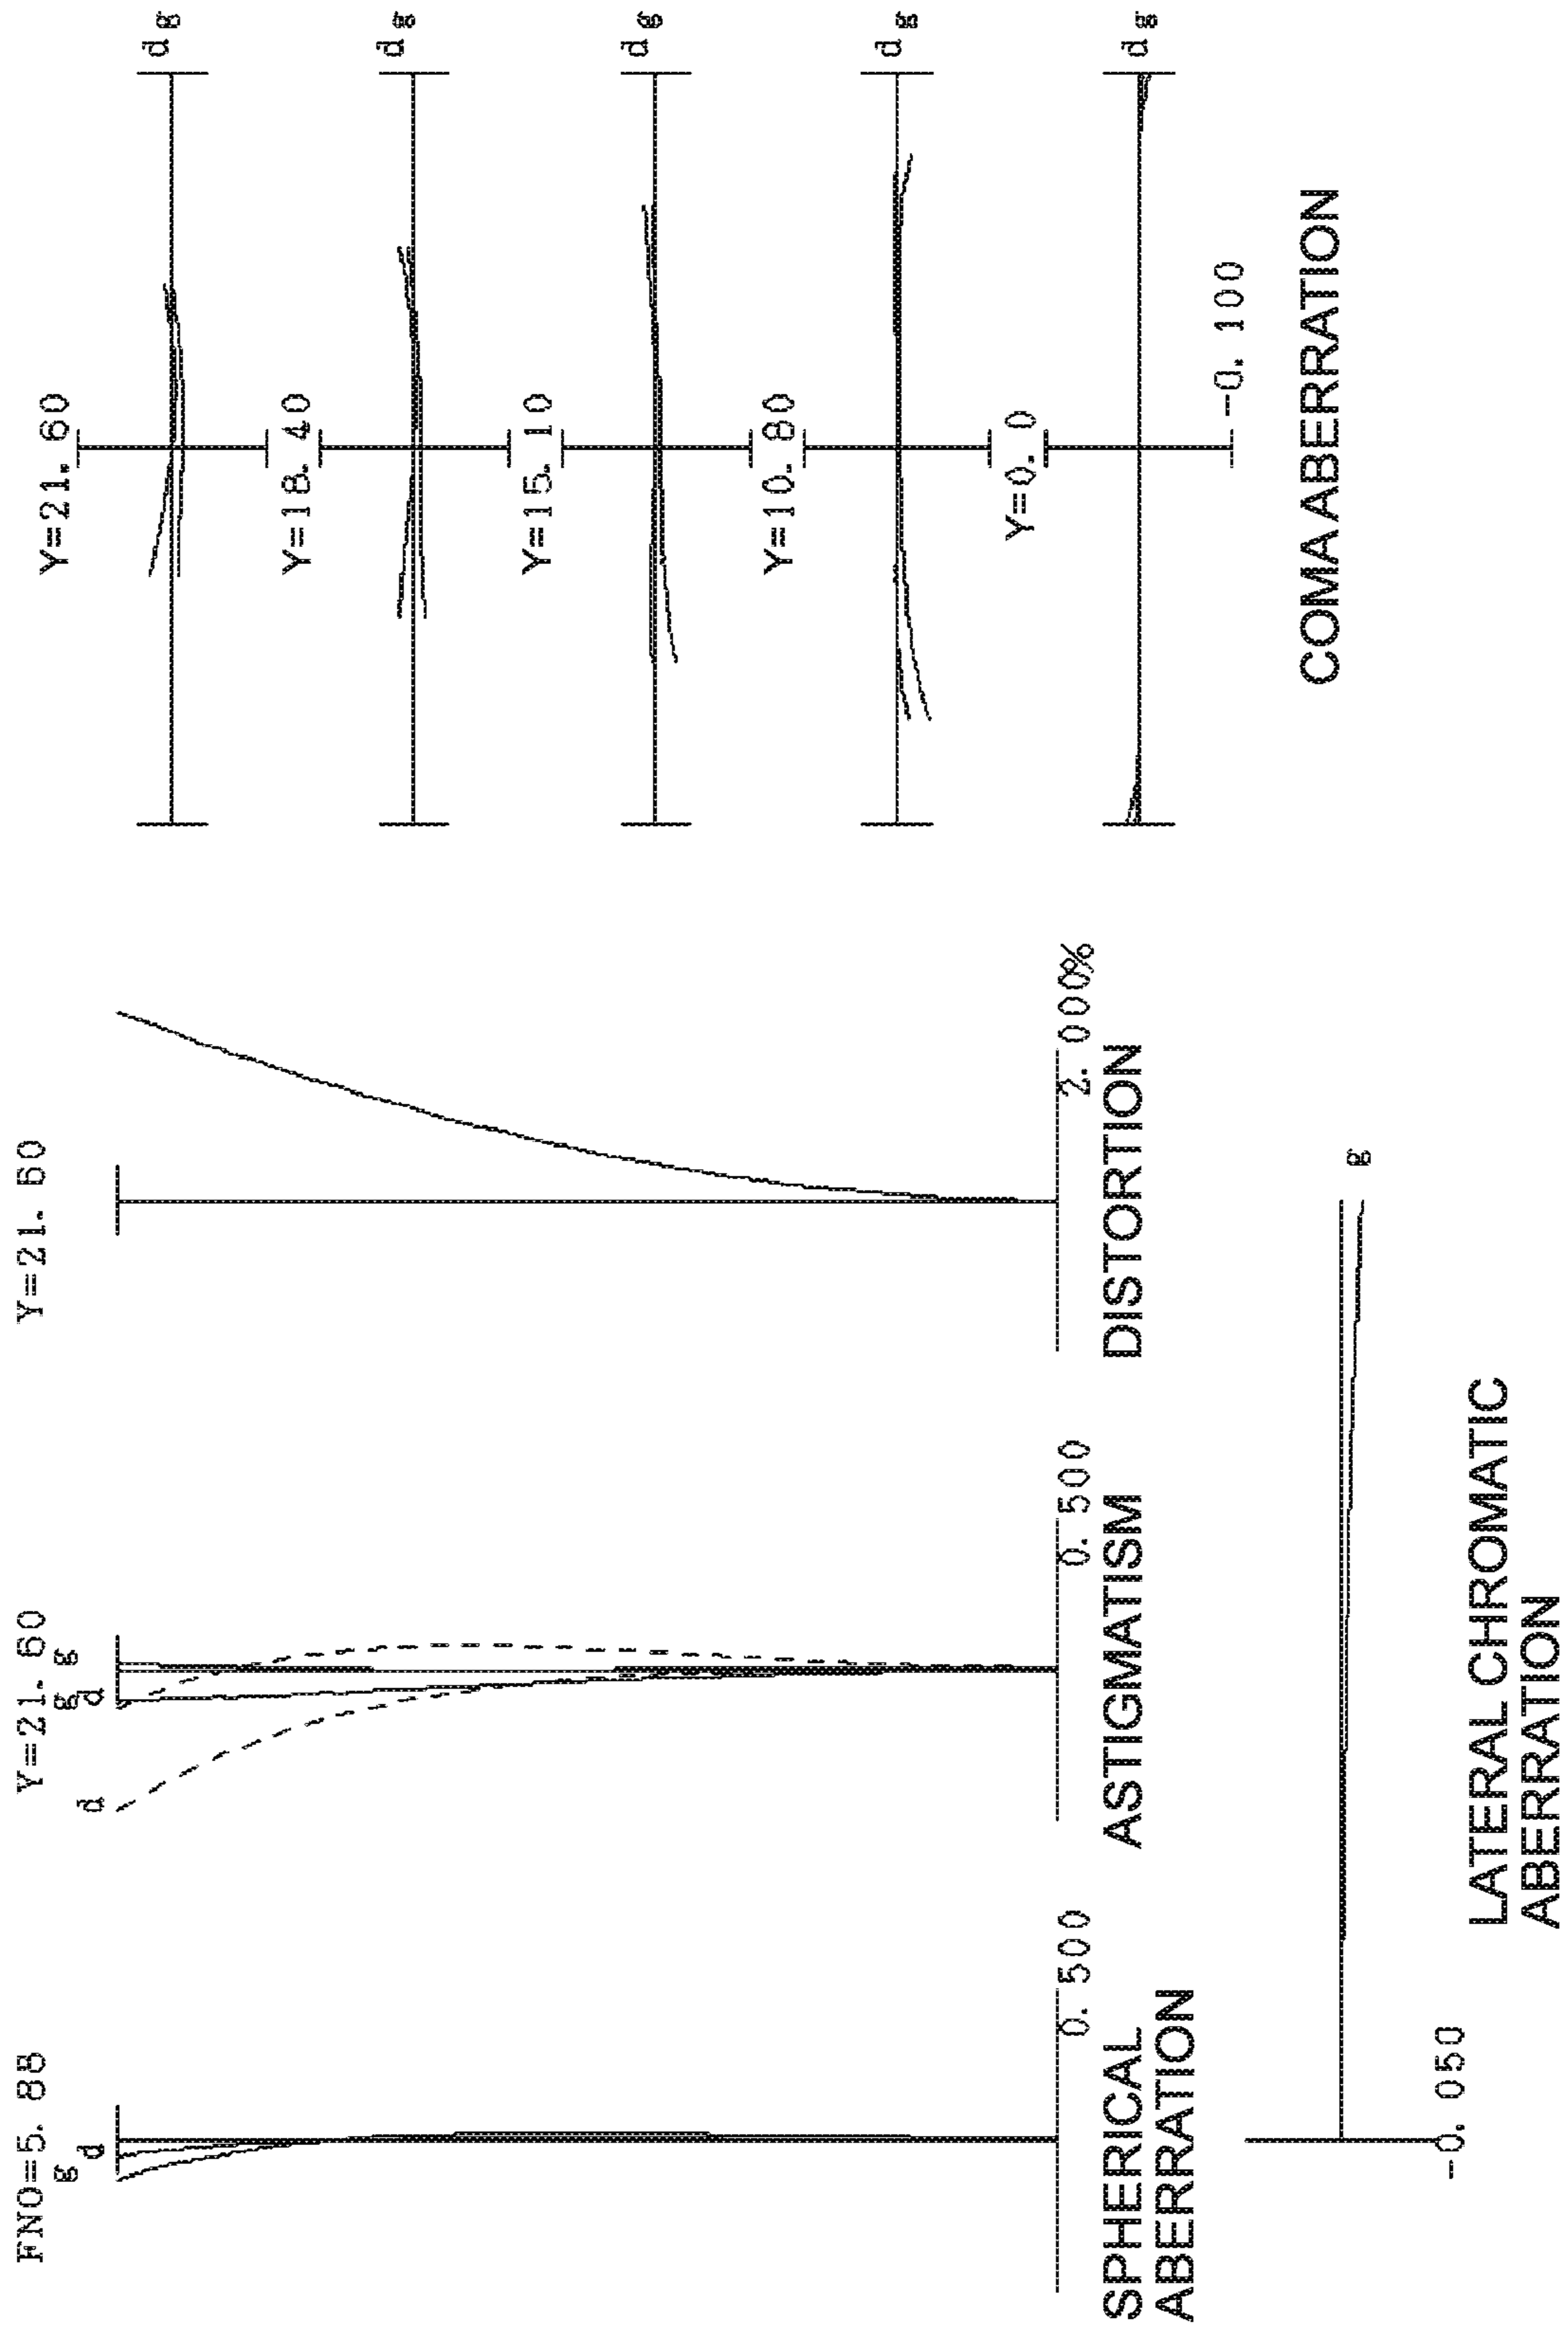 FNO=5. 88
g d
0. 500
SPHERICAL
ABERRATION
Y=21. 60
d g d g
0. 500
ASTIGMATISM
Y=21. 60
2. 000%
DISTORTION
Y=21. 60
d
g
Y=18. 40
d
g
Y=15. 10
d
g
Y=10. 80
d
g
Y=0. 0
d
g
-0. 100
COMA ABERRATION
g
-0. 050
LATERAL CHROMATIC
ABERRATION